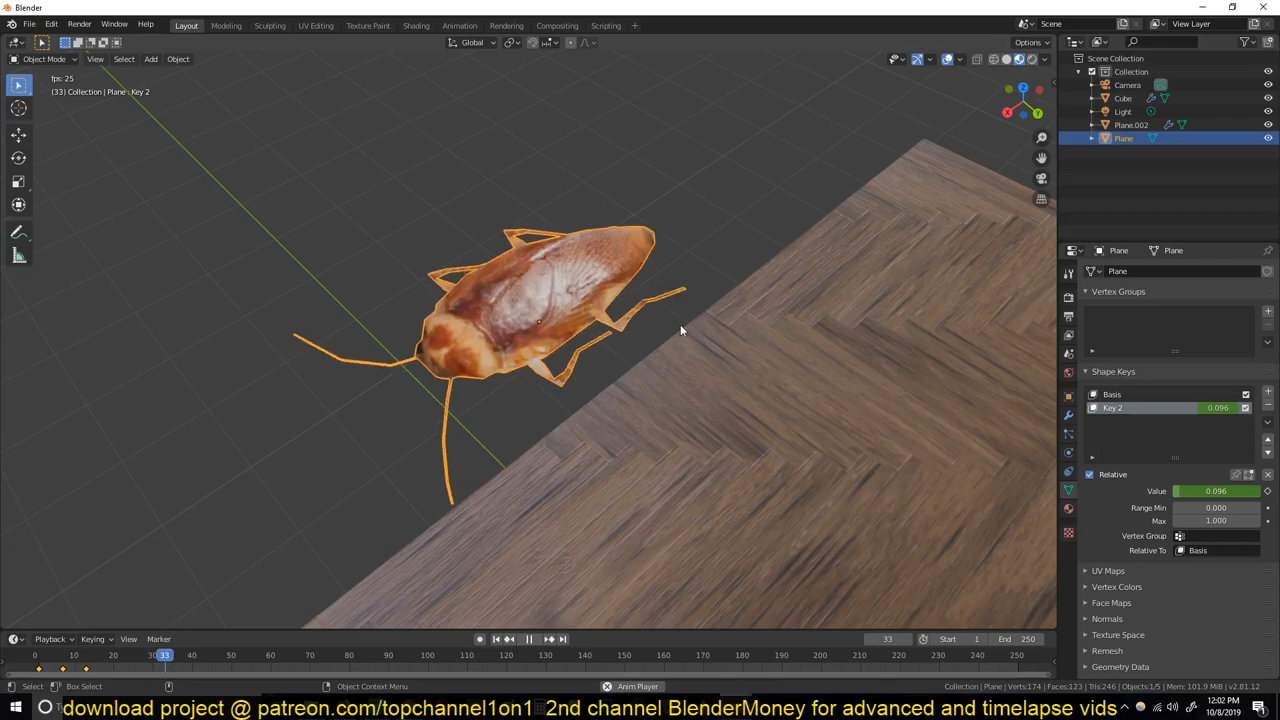 Blender
File Edit Render Window Help Layout Modeling Sculpting UV Editing Texture Paint Shading Animation Rendering Compositing Scripting + Scene View Layer
Global Options
Object Mode View Select Add Object
fps: 25
(33) Collection | Plane : Key 2
X Y Z
Scene Collection
Collection
Camera
Cube
Light
Plane.002
Plane
Plane Plane
Plane
Vertex Groups
Shape Keys
Basis
Key 2 0.096
Relative
Value 0.096
Range Min 0.000
Max 1.000
Vertex Group
Relative To Basis
UV Maps
Vertex Colors
Face Maps
Normals
Texture Space
Remesh
Geometry Data
Playback Keying View Marker 33 Start 1 End 250
0 10 20 30 33 40 50 60 70 80 90 100 110 120 130 140 150 160 170 180 190 200 210 220 230 240 250
Select Box Select Object Context Menu Anim Player Collection | Plane | Verts:174 | Faces:123 | Tris:246 | Objects:1/5 | Mem: 101.9 MiB | v2.81.12
download project @ patreon.com/topchannel1on1 2nd channel BlenderMoney for advanced and timelapse vids
12:02 PM
10/8/2019